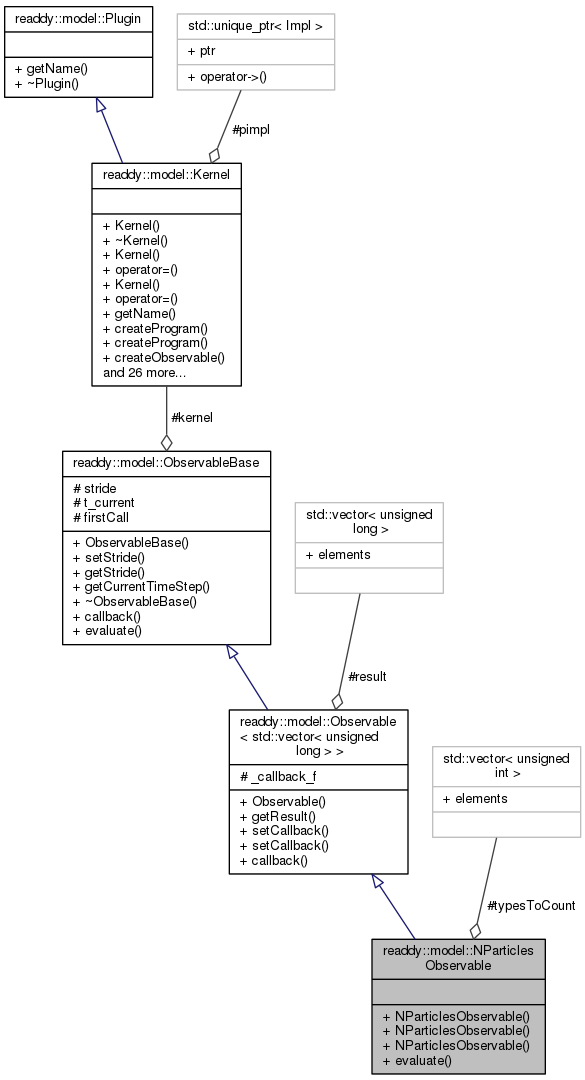 readdy::model::Plugin
+ getName()
+ ~Plugin()
std::unique_ptr< Impl >
+ ptr
+ operator->()
#pimpl
readdy::model::Kernel
+ Kernel()
+ ~Kernel()
+ Kernel()
+ operator=()
+ Kernel()
+ operator=()
+ getName()
+ createProgram()
+ createProgram()
+ createObservable()
and 26 more...
#kernel
readdy::model::ObservableBase
# stride
# t_current
# firstCall
+ ObservableBase()
+ setStride()
+ getStride()
+ getCurrentTimeStep()
+ ~ObservableBase()
+ callback()
+ evaluate()
std::vector< unsigned
long >
+ elements
#result
readdy::model::Observable
< std::vector< unsigned
long > >
# _callback_f
+ Observable()
+ getResult()
+ setCallback()
+ setCallback()
+ callback()
std::vector< unsigned
int >
+ elements
#typesToCount
readdy::model::NParticles
Observable
+ NParticlesObservable()
+ NParticlesObservable()
+ NParticlesObservable()
+ evaluate()